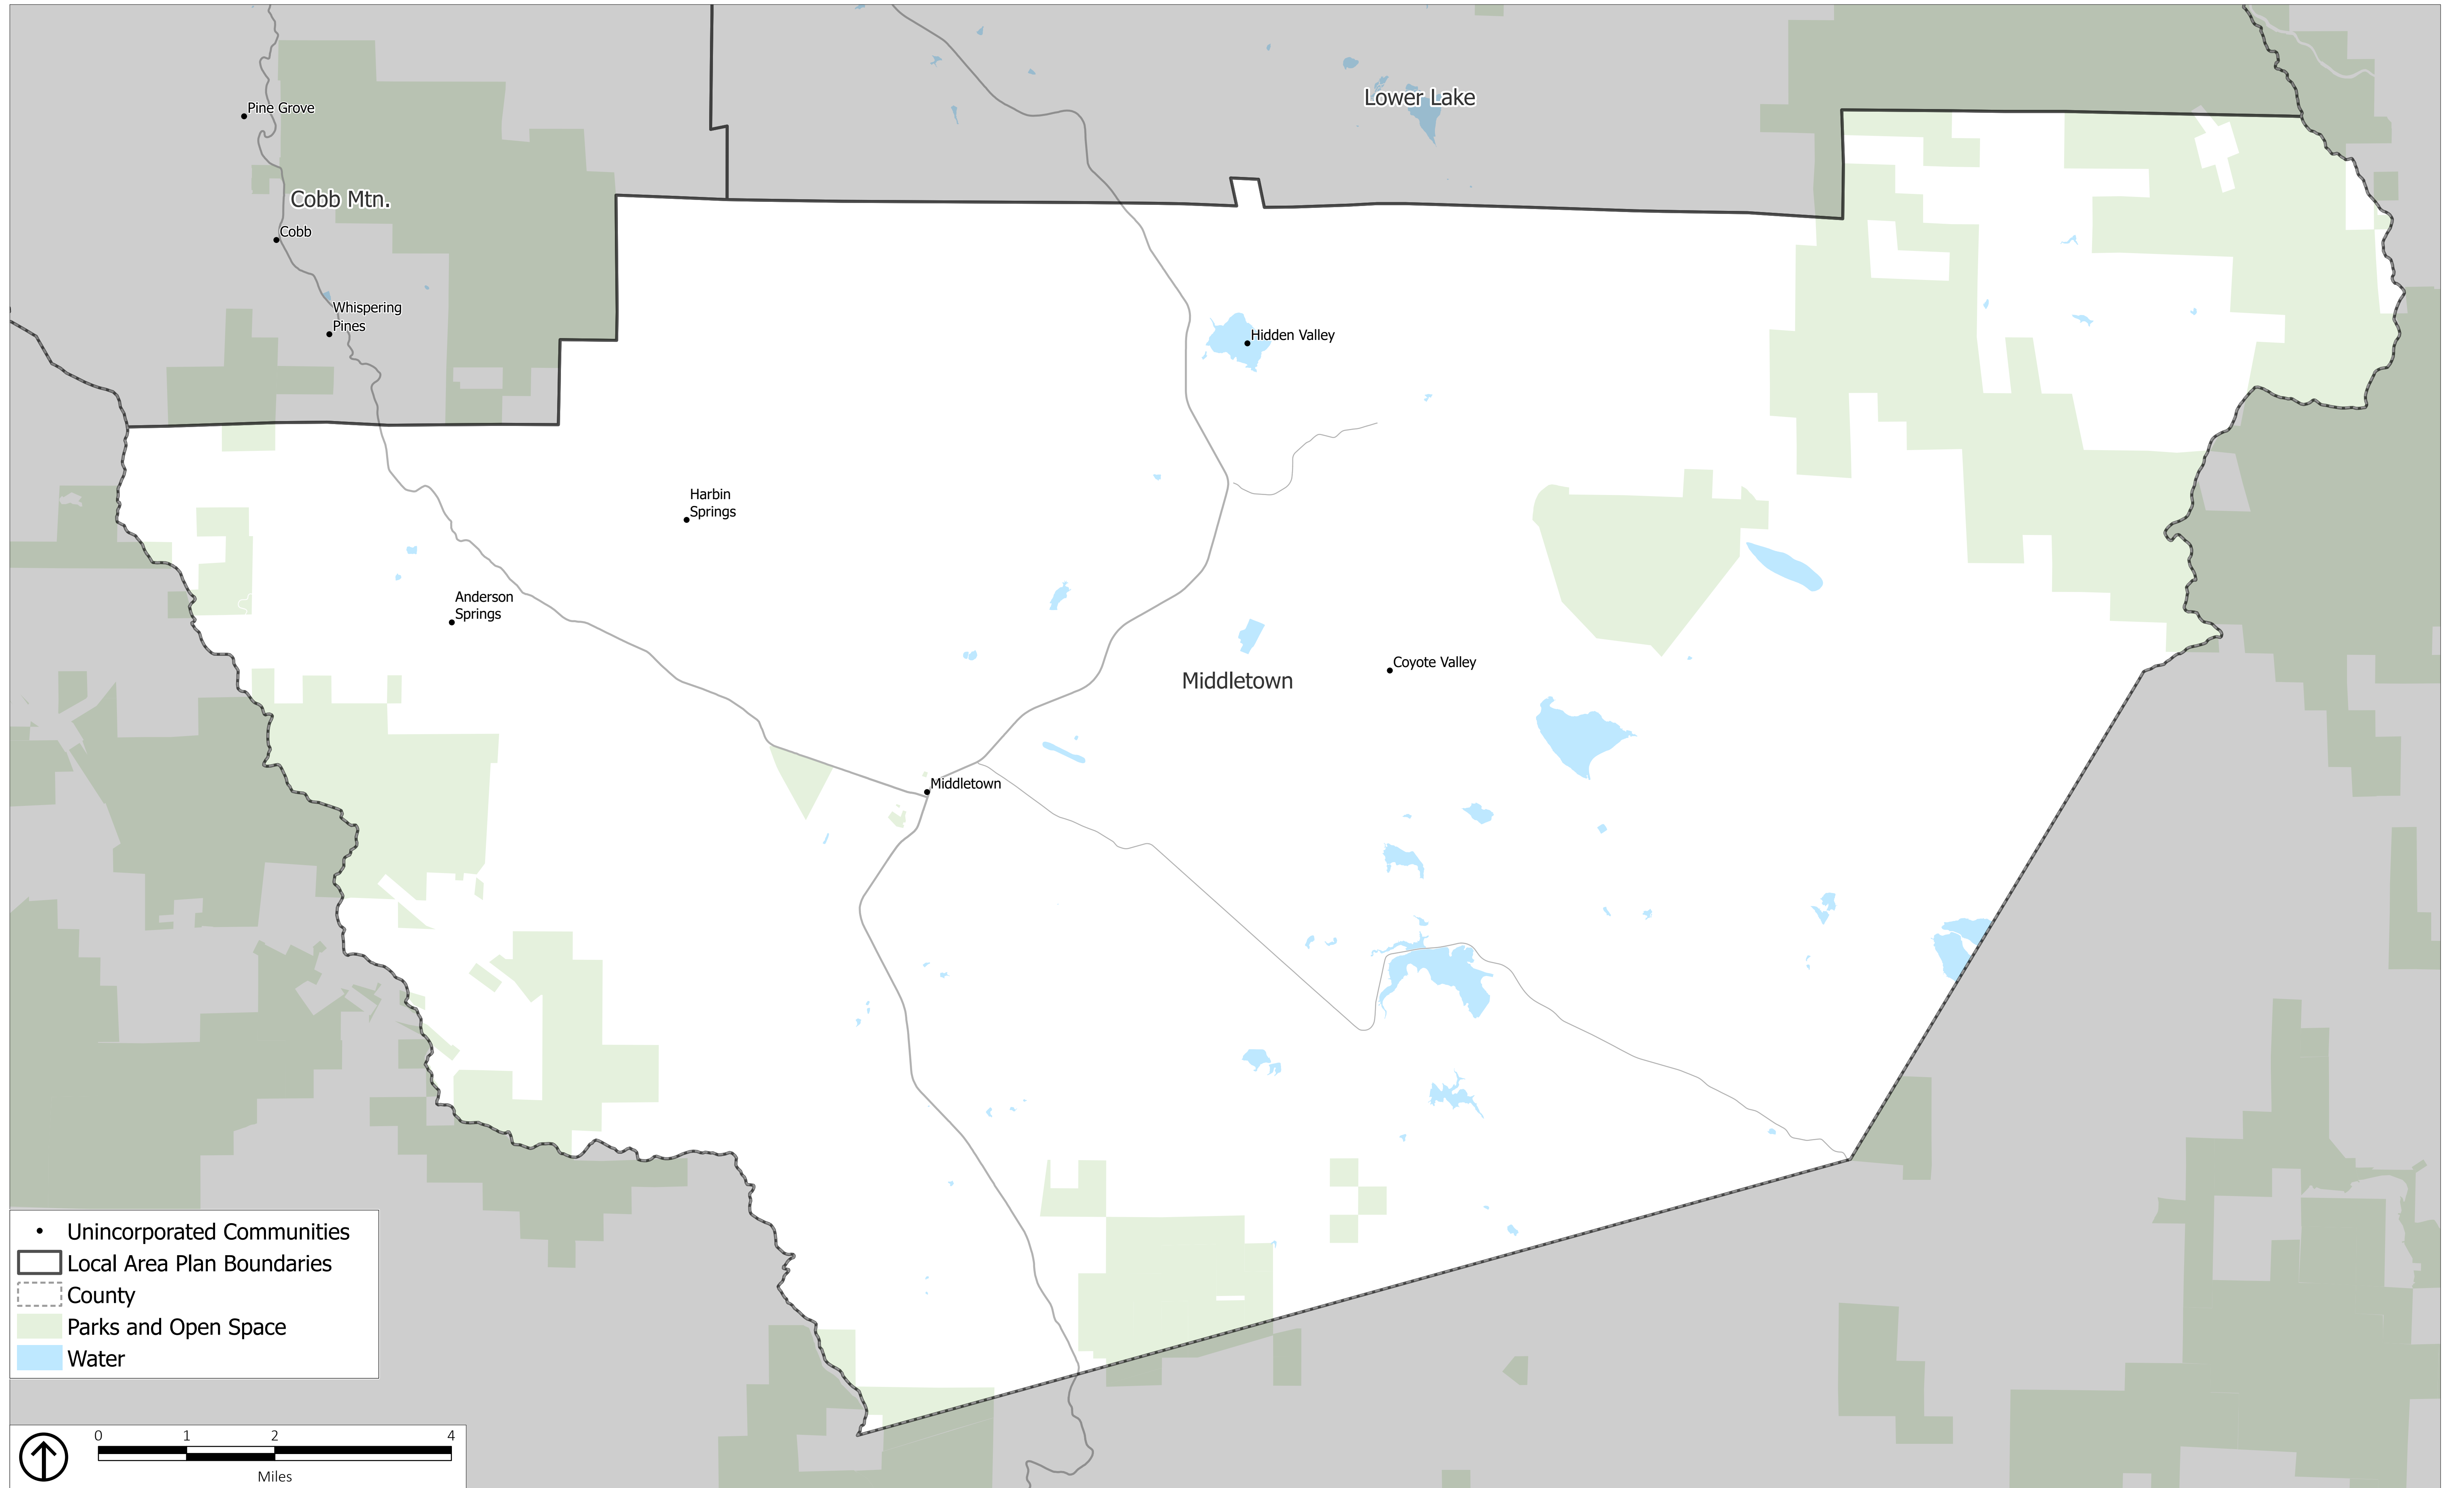 Lower Lake
Pine Grove
Cobb Mtn.
Cobb
Whispering
Pines
Hidden Valley
Harbin
Springs
Anderson
Springs
Coyote Valley
Middletown
Middletown
Unincorporated Communities
Local Area Plan Boundaries
County
Parks and Open Space
Water
0 1 2 4
Miles